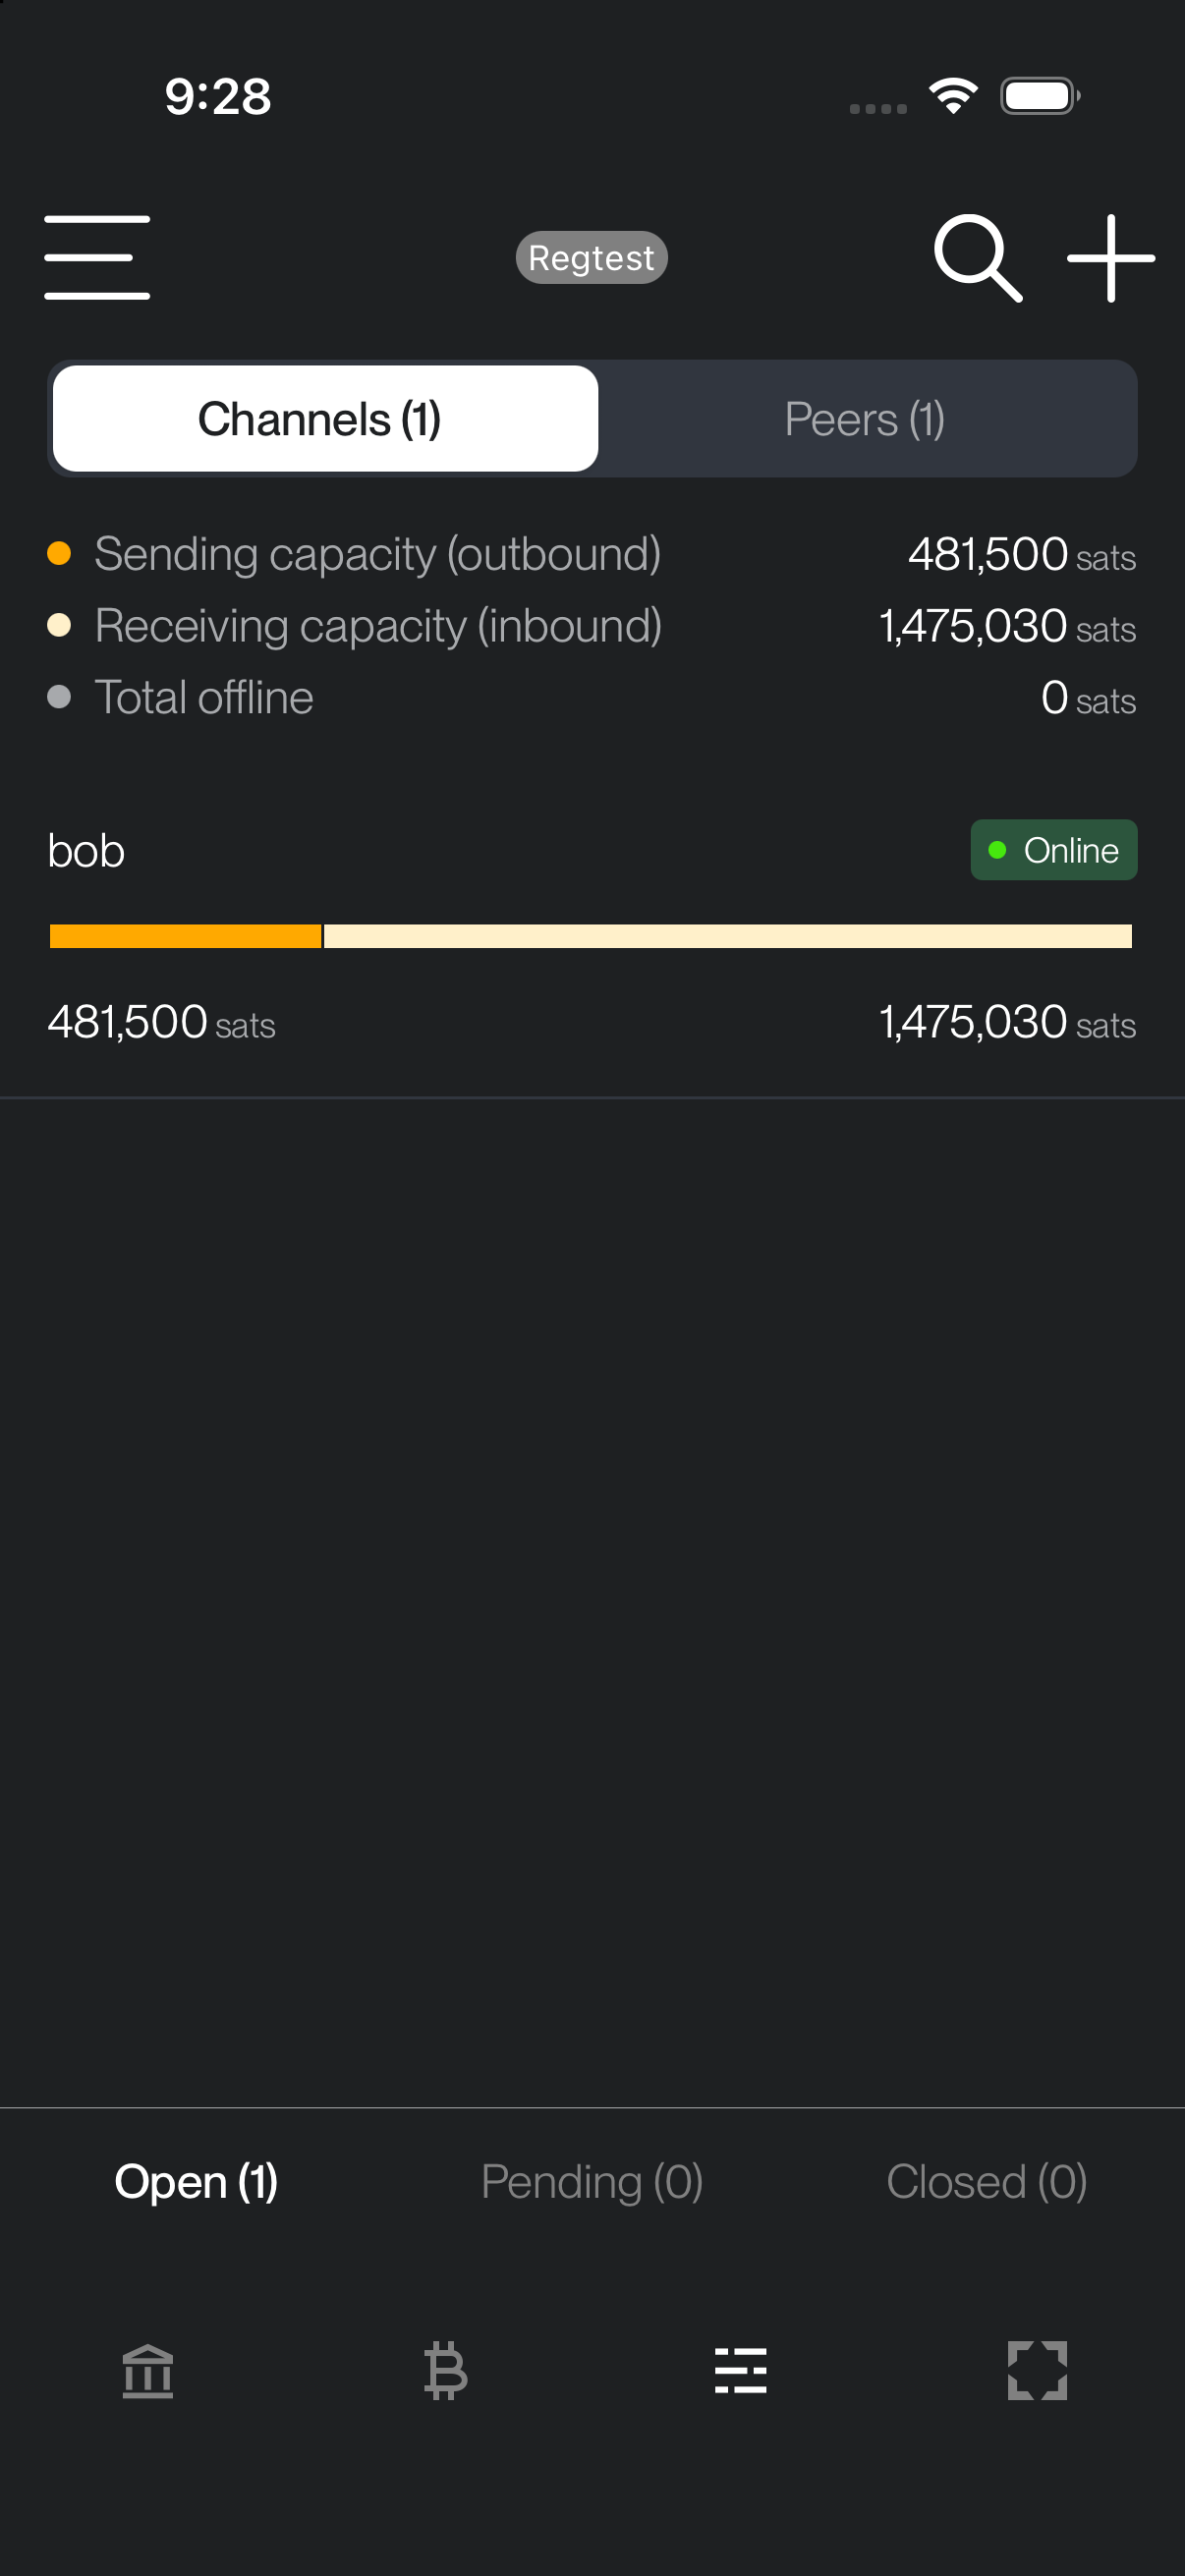 9:28
Regtest
Channels (1) Peers (1)
Sending capacity (outbound) 481,500 sats
Receiving capacity (inbound) 1,475,030 sats
Total offline 0 sats
bob Online
481,500 sats 1,475,030 sats
Open (1) Pending (0) Closed (0)